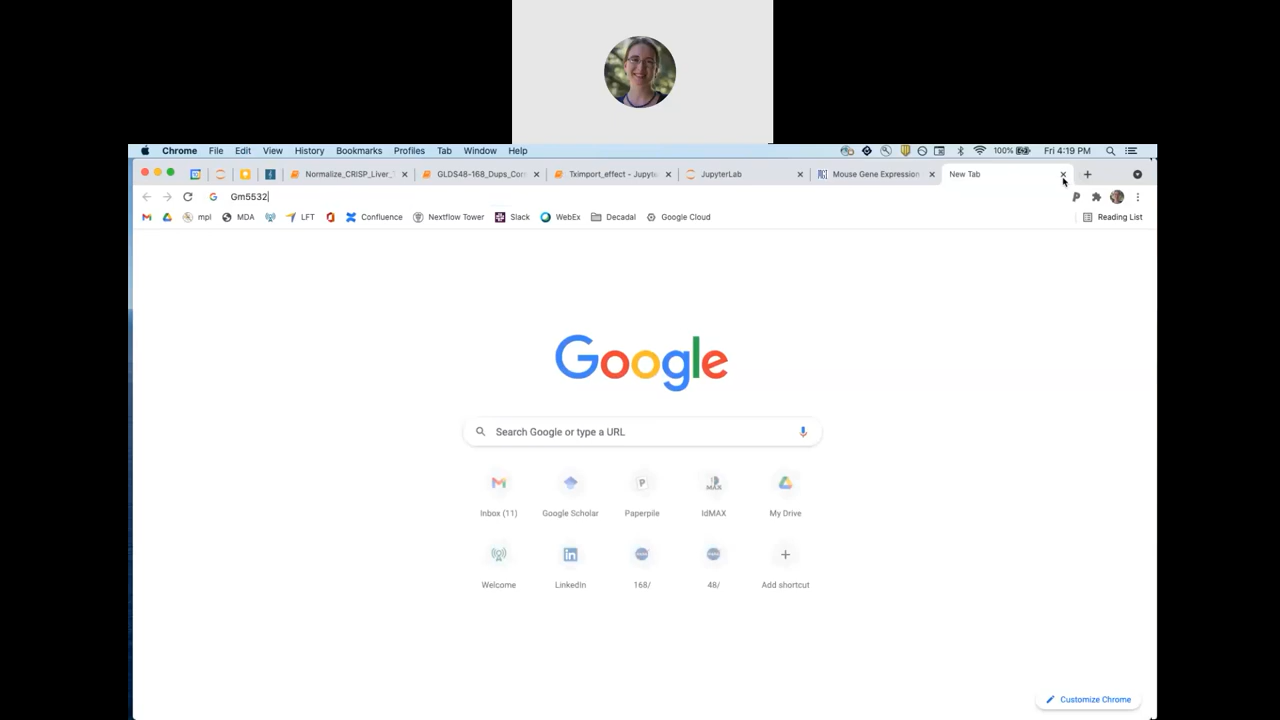 Chrome File Edit View History Bookmarks Profiles Tab Window Help 100% Fri 4:19 PM
Normalize_CRISP_Liver_ GLDS48-168_Dups_Cor Tximport_effect - Jupyte JupyterLab Mouse Gene Expression New Tab
Gm5532
mpl MDA LFT Confluence Nextflow Tower Slack WebEx Decadal Google Cloud Reading List
Google
Search Google or type a URL
Inbox (11) Google Scholar Paperpile IdMAX My Drive
Welcome LinkedIn 168/ 48/ Add shortcut
Customize Chrome